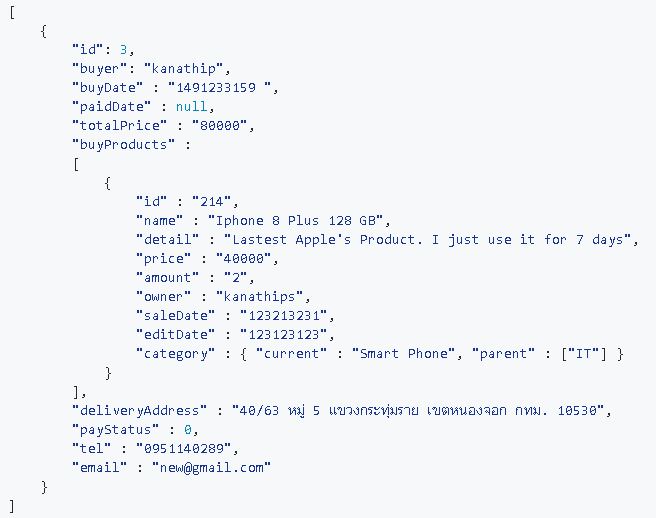 [
    {
        "id": 3,
        "buyer": "kanathip",
        "buyDate" : "1491233159 ",
        "paidDate" : null,
        "totalPrice" : "80000",
        "buyProducts" :
        [
            {
                "id" : "214",
                "name" : "Iphone 8 Plus 128 GB",
                "detail" : "Lastest Apple's Product. I just use it for 7 days",
                "price" : "40000",
                "amount" : "2",
                "owner" : "kanathips",
                "saleDate" : "123213231",
                "editDate" : "123123123",
                "category" : { "current" : "Smart Phone", "parent" : ["IT"] }
            }
        ],
        "deliveryAddress" : "40/63 หมู่ 5 แขวงกระทุ่มราย เขตหนองจอก กทม. 10530",
        "payStatus" : 0,
        "tel" : "0951140289",
        "email" : "new@gmail.com"
    }
]